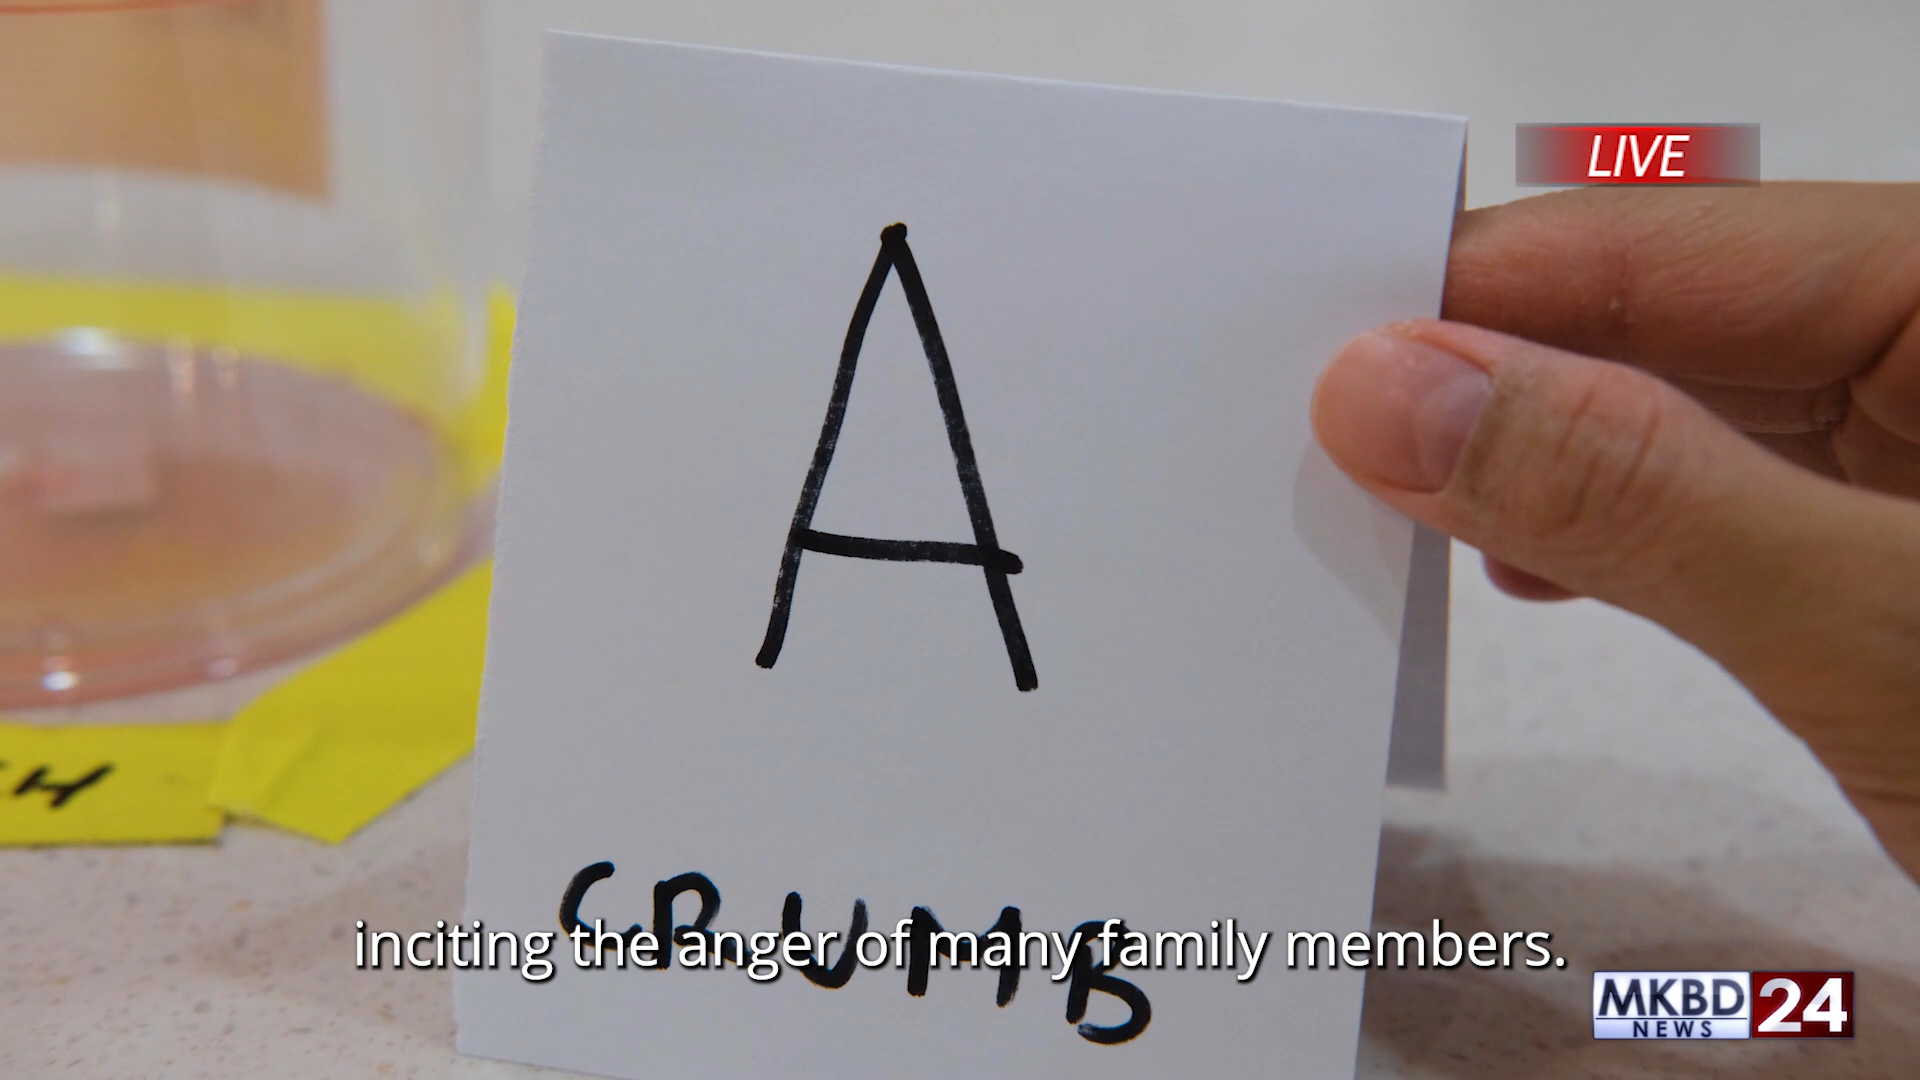 LIVE
A
CRUMB
inciting the anger of many family members.
MKBD
NEWS
24